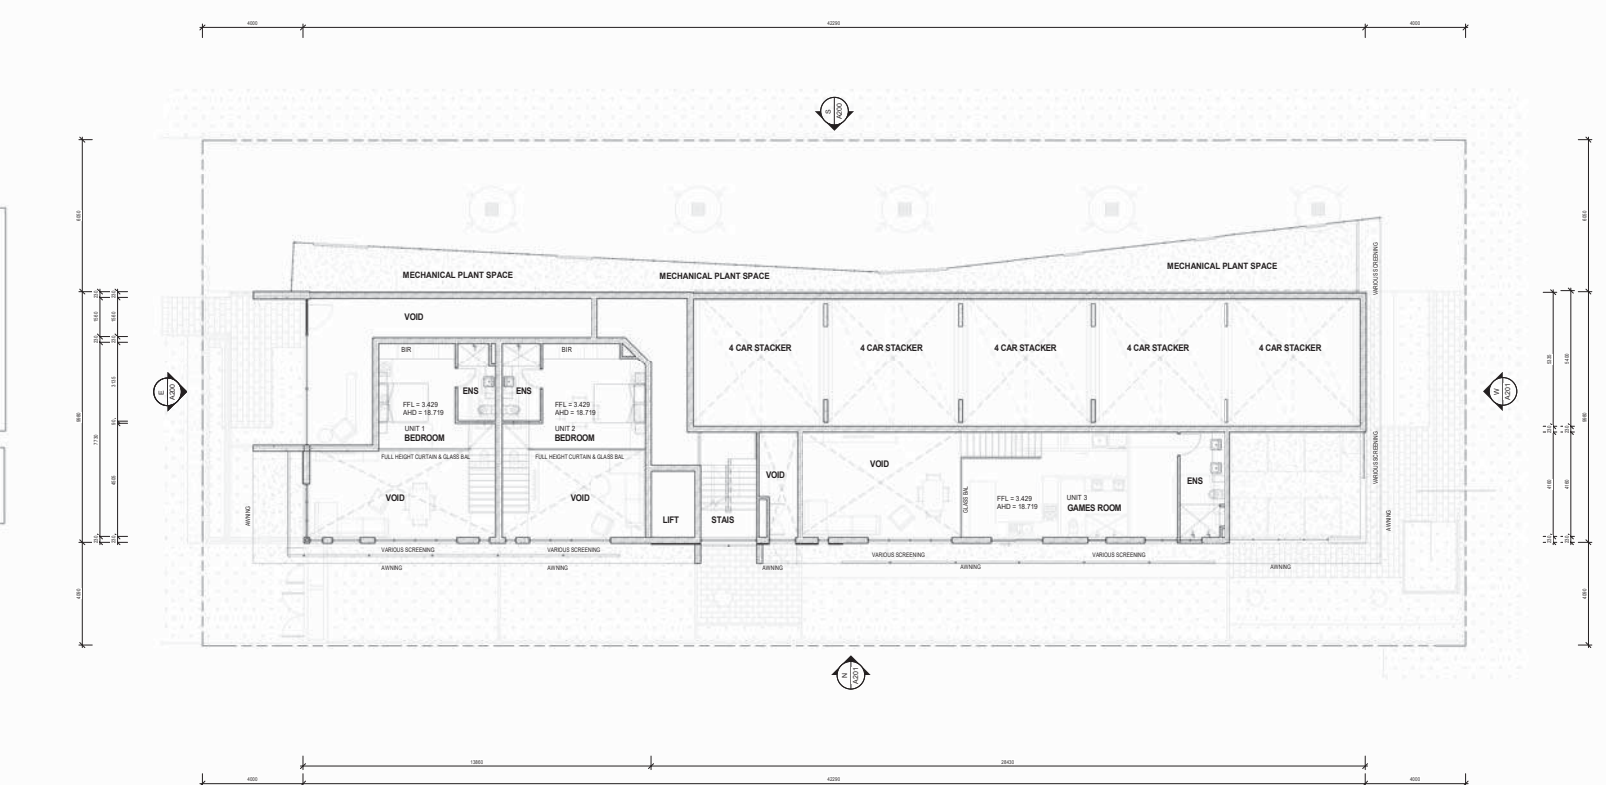 4000
42290
4000
S
A200
MECHANICAL PLANT SPACE
MECHANICAL PLANT SPACE
MECHANICAL PLANT SPACE
VARIOUS SCREENING
VOID
BIR
BIR
4 CAR STACKER
4 CAR STACKER
4 CAR STACKER
4 CAR STACKER
4 CAR STACKER
E
A200
W
A201
ENS
ENS
FFL = 3.429
AHD = 18.719
FFL = 3.429
AHD = 18.719
UNIT 1
BEDROOM
UNIT 2
BEDROOM
FULL HEIGHT CURTAIN & GLASS BAL
FULL HEIGHT CURTAIN & GLASS BAL
VARIOUS SCREENING
VOID
VOID
VOID
VOID
ENS
GLASS BAL
FFL = 3.429
AHD = 18.719
UNIT 3
GAMES ROOM
LIFT
STAIS
AWNING
AWNING
VARIOUS SCREENING
VARIOUS SCREENING
VARIOUS SCREENING
VARIOUS SCREENING
AWNING
AWNING
AWNING
AWNING
AWNING
N
A201
13860
28430
4000
42290
4000